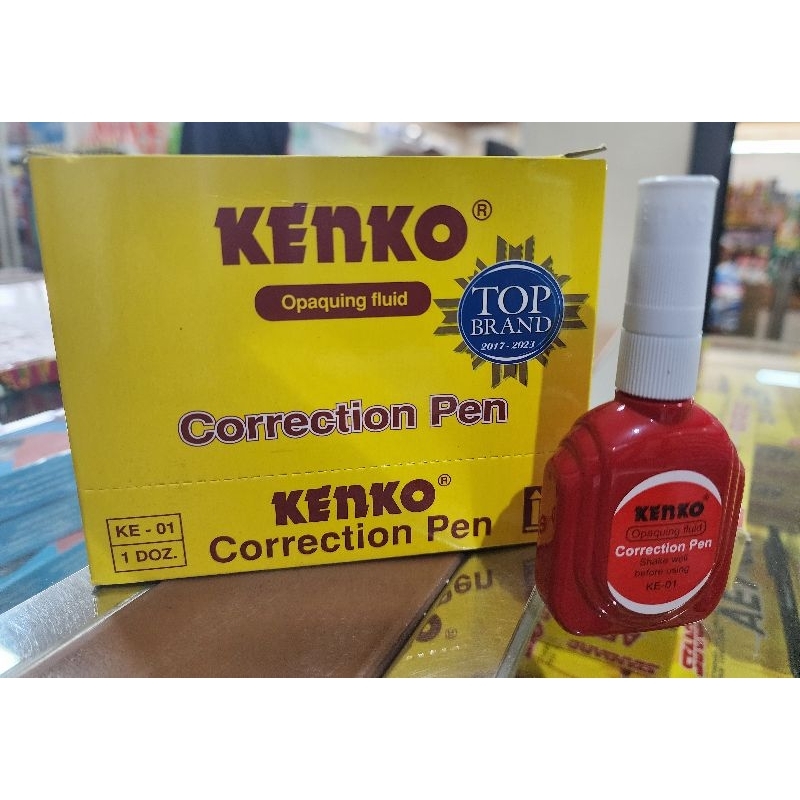 KENKO®
Opaquing fluid
TOP
BRAND
2017 - 2023
Correction Pen
KENKO®
Correction Pen
KE - 01
1 DOZ.
KENKO®
Opaquing fluid
Correction Pen
Shake well
before using
KE-01